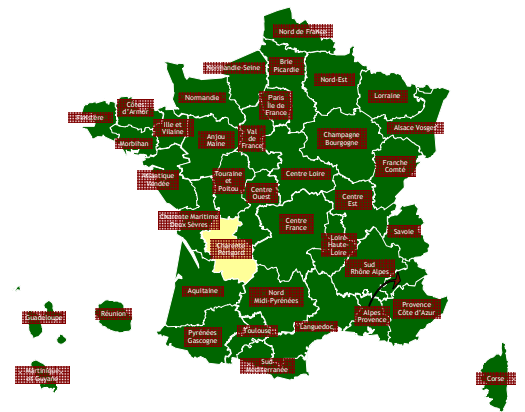 Nord de France
Normandie-Seine
Brie
Picardie
Nord-Est
Lorraine
Normandie
Paris
Île de
France
Côtes
d'Armor
Finistère
Ille et
Vilaine
Morbihan
Anjou
Maine
Val
de
France
Champagne
Bourgogne
Alsace Vosges
Franche
Comté
Atlantique
Vendée
Touraine
et
Poitou
Centre
Ouest
Centre Loire
Centre
Est
Charente Maritime
Deux Sèvres
Centre
France
Charente
Périgord
Loire-
Haute-
Loire
Savoie
Sud
Rhône Alpes
Aquitaine
Nord
Midi-Pyrénées
Alpes
Provence
Provence
Côte d'Azur
Pyrénées
Gascogne
Toulouse
Languedoc
Sud-
Méditerranée
Guadeloupe
Réunion
Martinique
et Guyane
Corse